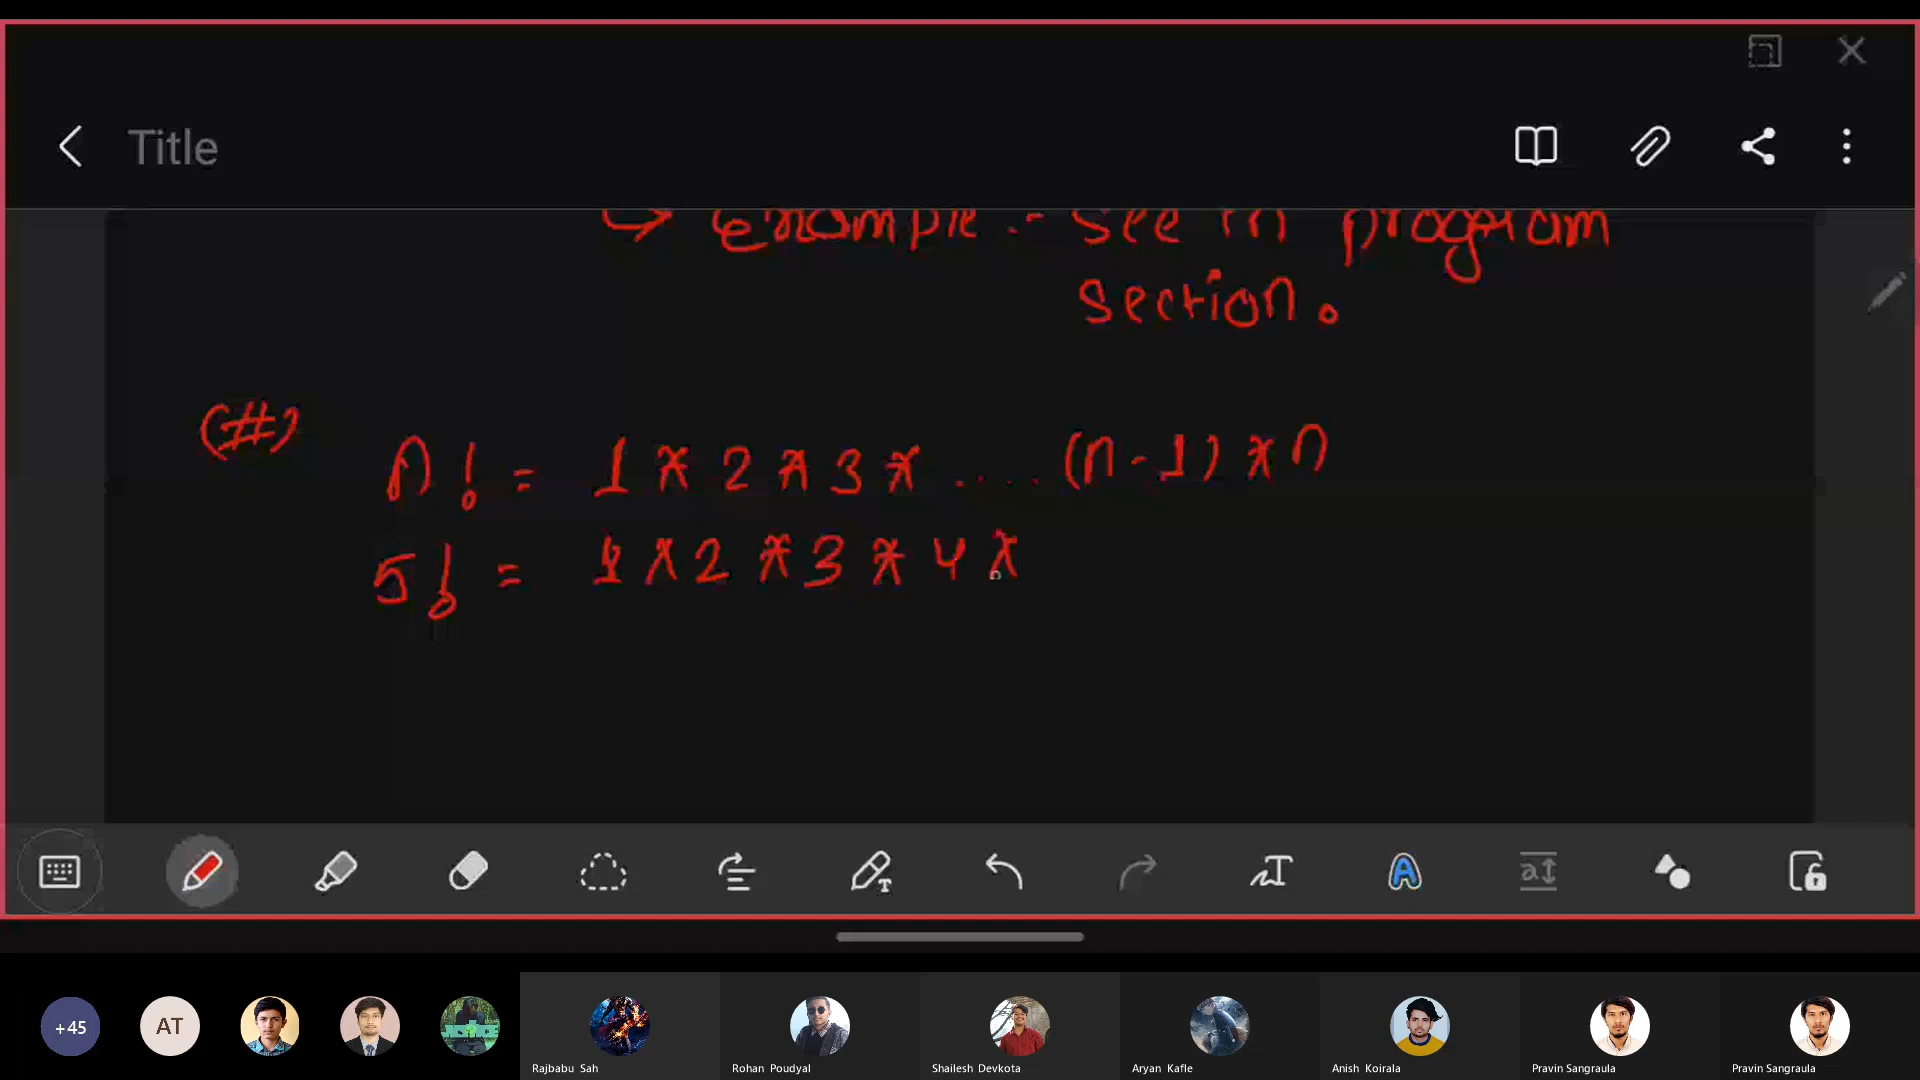 Title
↳ Example :- See in program
section.
(#)
n! = 1 * 2 * 3 * ..... (n-1) * n
5! = 1 * 2 * 3 * 4 *
+45
AT
JUSTICE
Rajbabu Sah
Rohan Poudyal
Shailesh Devkota
Aryan Kafle
Anish Koirala
Pravin Sangraula
Pravin Sangraula